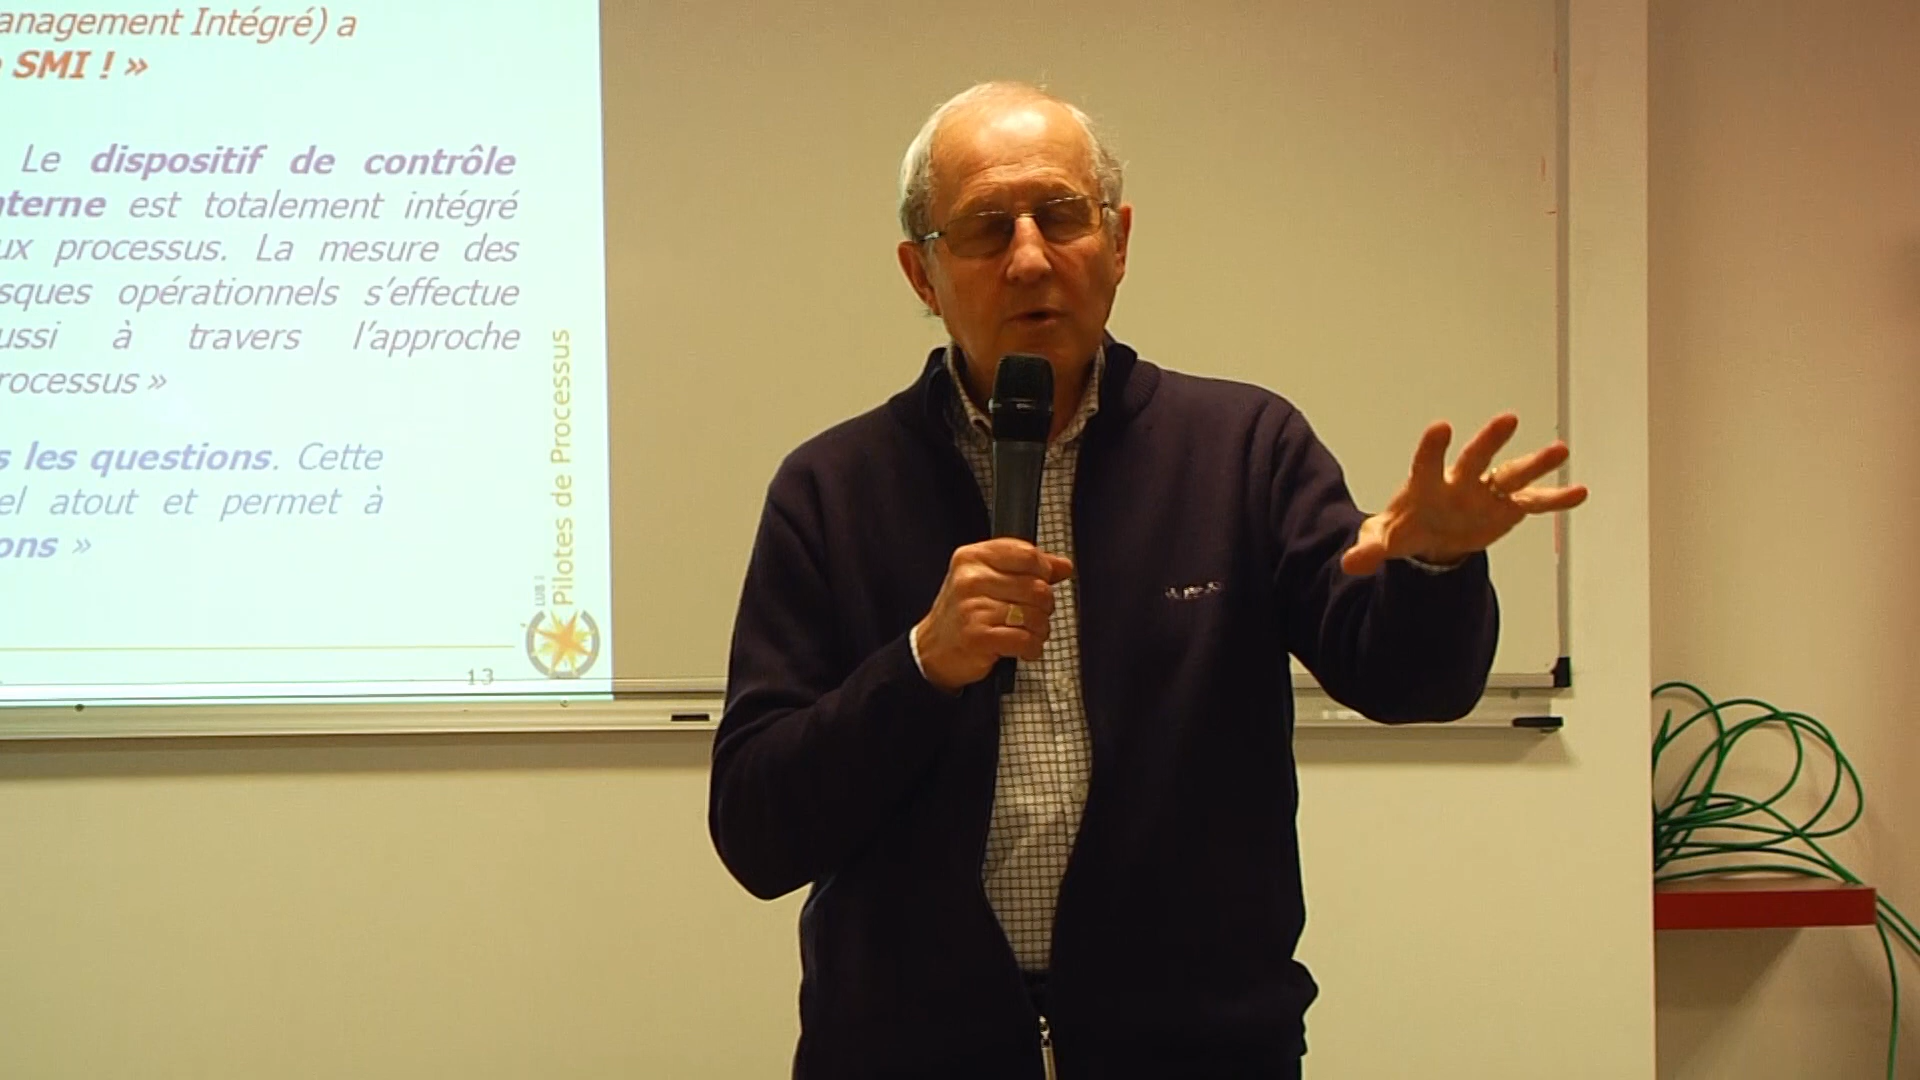 anagement Intégré) a
SMI ! »
Le dispositif de contrôle
nterne est totalement intégré
ux processus. La mesure des
sques opérationnels s’effectue
ussi à travers l’approche
rocessus »
s les questions. Cette
el atout et permet à
ons »
Pilotes de Processus
13